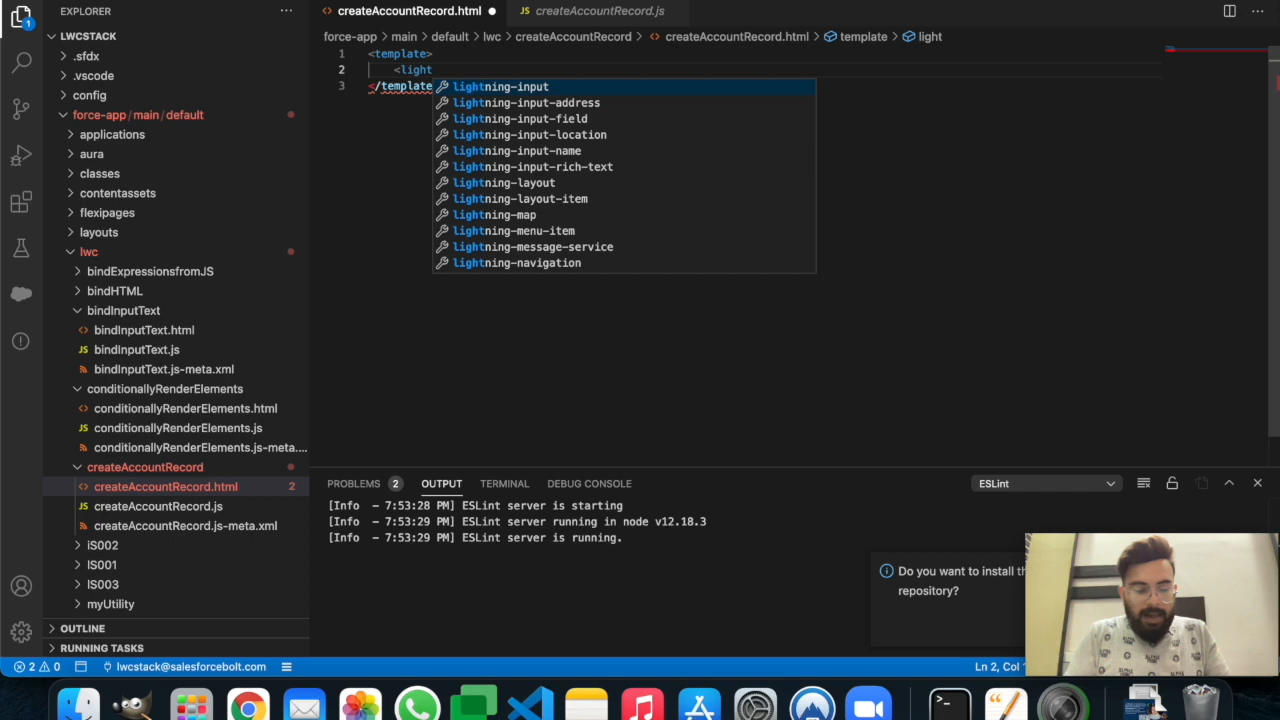 EXPLORER
createAccountRecord.html
JS createAccountRecord.js
1
LWCSTACK
.sfdx
.vscode
config
force-app / main / default
applications
aura
classes
contentassets
flexipages
layouts
lwc
bindExpressionsfromJS
bindHTML
bindInputText
bindInputText.html
JS bindInputText.js
bindInputText.js-meta.xml
conditionallyRenderElements
conditionallyRenderElements.html
JS conditionallyRenderElements.js
conditionallyRenderElements.js-meta....
createAccountRecord
createAccountRecord.html 2
JS createAccountRecord.js
createAccountRecord.js-meta.xml
iS002
IS001
IS003
myUtility
OUTLINE
RUNNING TASKS
force-app > main > default > lwc > createAccountRecord > createAccountRecord.html > template > light
1 <template>
2 <light
3 </template
lightning-input
lightning-input-address
lightning-input-field
lightning-input-location
lightning-input-name
lightning-input-rich-text
lightning-layout
lightning-layout-item
lightning-map
lightning-menu-item
lightning-message-service
lightning-navigation
PROBLEMS 2 OUTPUT TERMINAL DEBUG CONSOLE ESLint
[Info - 7:53:28 PM] ESLint server is starting
[Info - 7:53:29 PM] ESLint server running in node v12.18.3
[Info - 7:53:29 PM] ESLint server is running.
Do you want to install
repository?
2 0 lwcstack@salesforcebolt.com Ln 2,